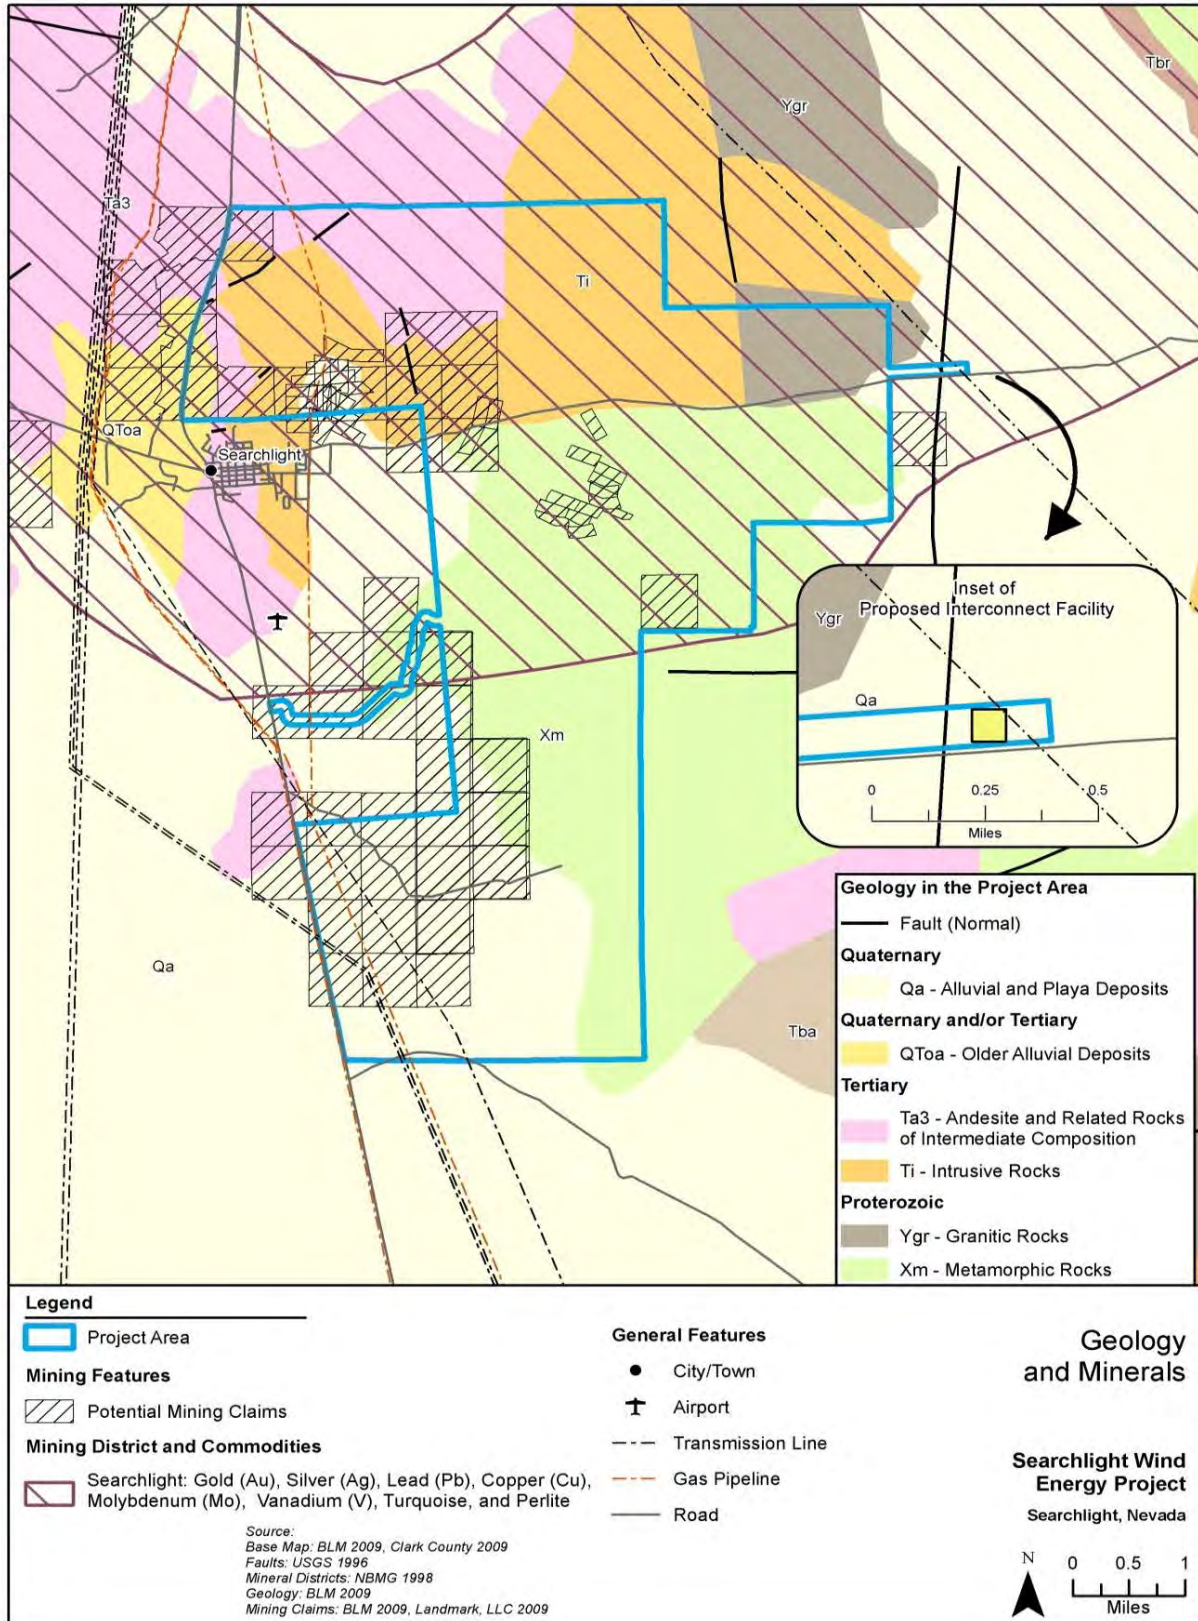 Tbr
Ygr
Ta3
Ti
QToa
Searchlight
Inset of
Proposed Interconnect Facility
Ygr
Qa
0 0.25 0.5
Miles
Xm
Qa
Tba
Geology in the Project Area
Fault (Normal)
Quaternary
Qa - Alluvial and Playa Deposits
Quaternary and/or Tertiary
QToa - Older Alluvial Deposits
Tertiary
Ta3 - Andesite and Related Rocks
of Intermediate Composition
Ti - Intrusive Rocks
Proterozoic
Ygr - Granitic Rocks
Xm - Metamorphic Rocks
Legend
Project Area
Mining Features
Potential Mining Claims
Mining District and Commodities
Searchlight: Gold (Au), Silver (Ag), Lead (Pb), Copper (Cu),
Molybdenum (Mo), Vanadium (V), Turquoise, and Perlite
Source:
Base Map: BLM 2009, Clark County 2009
Faults: USGS 1996
Mineral Districts: NBMG 1998
Geology: BLM 2009
Mining Claims: BLM 2009, Landmark, LLC 2009
General Features
City/Town
Airport
Transmission Line
Gas Pipeline
Road
Geology
and Minerals
Searchlight Wind
Energy Project
Searchlight, Nevada
N
0 0.5 1
Miles